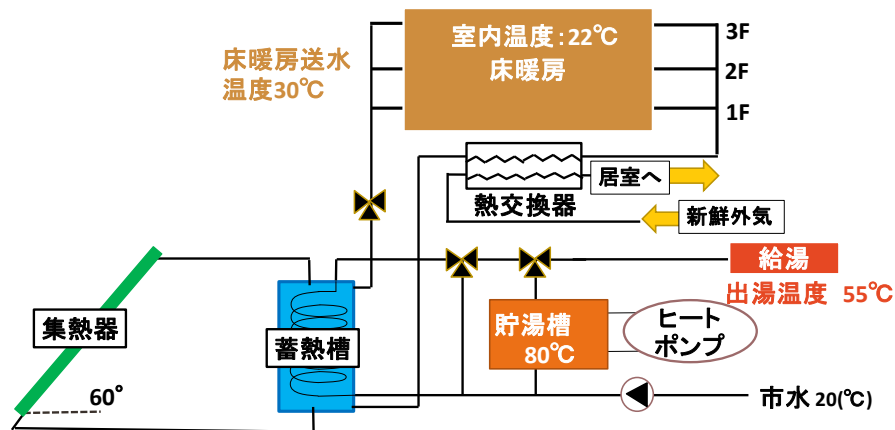 室内温度:22℃
床暖房
3F
2F
1F
床暖房送水
温度30℃
居室へ
熱交換器
新鮮外気
給湯
出湯温度 55℃
集熱器
蓄熱槽
貯湯槽
80℃
ヒート
ポンプ
60°
市水 20(℃)